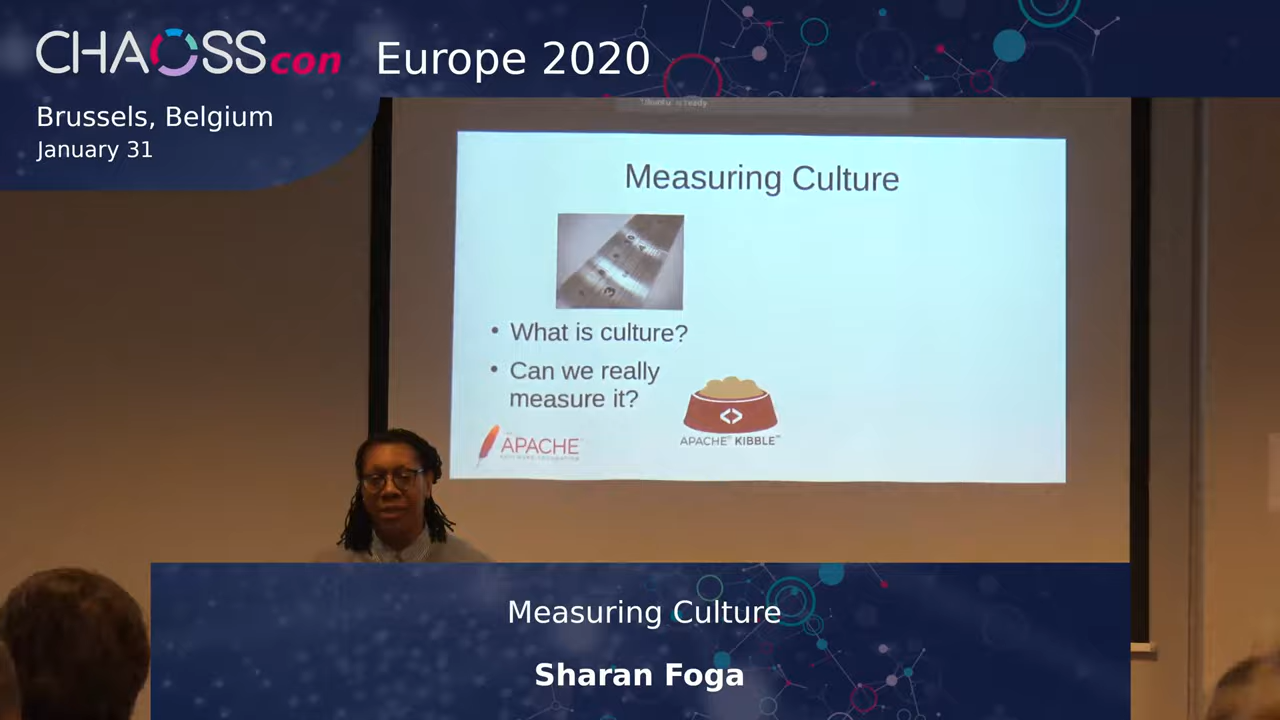 CHAOSScon Europe 2020
Brussels, Belgium
January 31
Measuring Culture
• What is culture?
• Can we really
measure it?
APACHE
APACHE® KIBBLE™
Measuring Culture
Sharan Foga